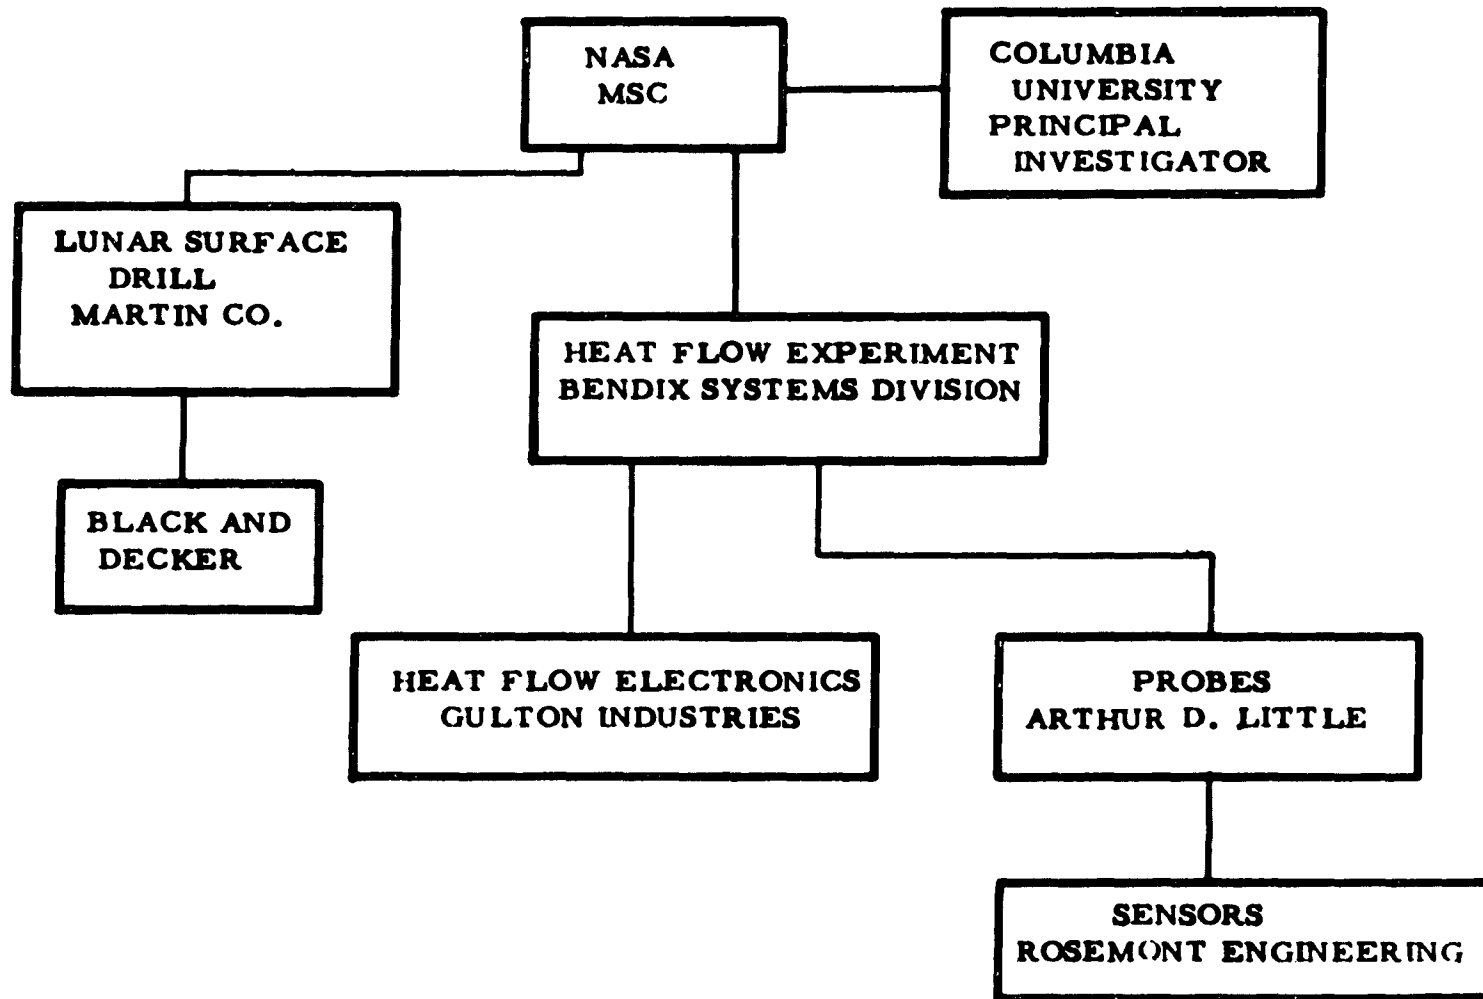 NASA
MSC
COLUMBIA
UNIVERSITY
PRINCIPAL
INVESTIGATOR
LUNAR SURFACE
DRILL
MARTIN CO.
HEAT FLOW EXPERIMENT
BENDIX SYSTEMS DIVISION
BLACK AND
DECKER
HEAT FLOW ELECTRONICS
GULTON INDUSTRIES
PROBES
ARTHUR D. LITTLE
SENSORS
ROSEMONT ENGINEERING